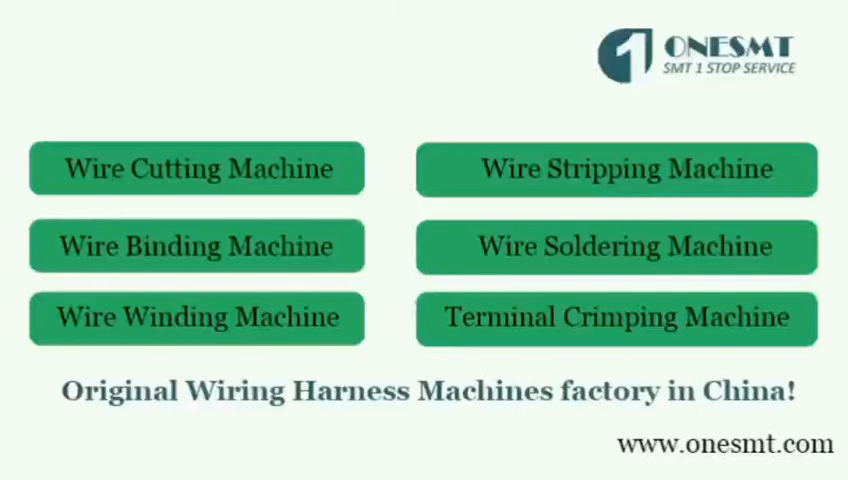 ONESMT
SMT 1 STOP SERVICE
Wire Cutting Machine
Wire Stripping Machine
Wire Binding Machine
Wire Soldering Machine
Wire Winding Machine
Terminal Crimping Machine
Original Wiring Harness Machines factory in China!
www.onesmt.com